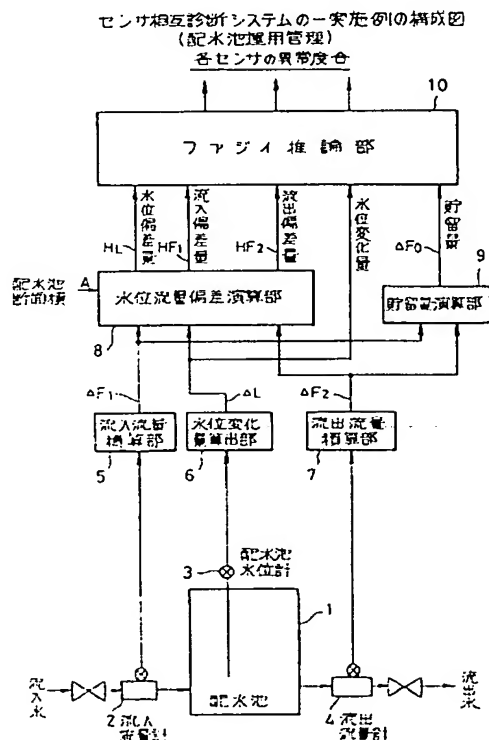 センサ相互診断システムの一実施例の構成図
(配水池運用管理)
各センサの異常度合
10
ファジイ推論部
水位偏差量
流入偏差量
流出偏差量
水位変化量
貯留量
HL
HF1
HF2
ΔF0
9
配水池
断面積
A
水位流量偏差演算部
貯留量演算部
8
ΔF1
ΔL
ΔF2
流入流量
積算部
水位変化
量算出部
流出流量
積算部
5
6
7
3
配水池
水位計
1
流入水
配水池
流出水
2
流入
流量計
4
流出
流量計